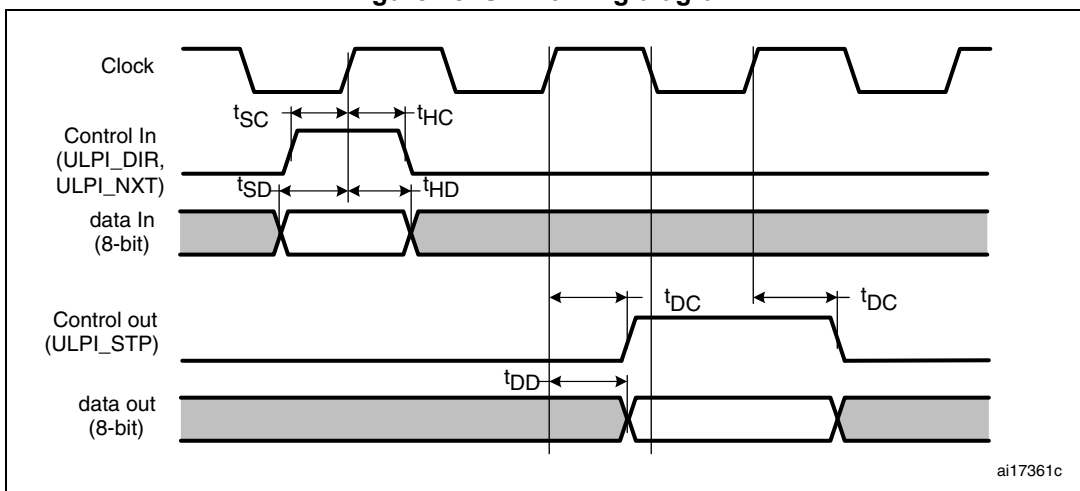 Clock
tSC
tHC
Control In
(ULPI_DIR,
ULPI_NXT)
tSD
tHD
data In
(8-bit)
tDC
tDC
Control out
(ULPI_STP)
tDD
data out
(8-bit)
ai17361c